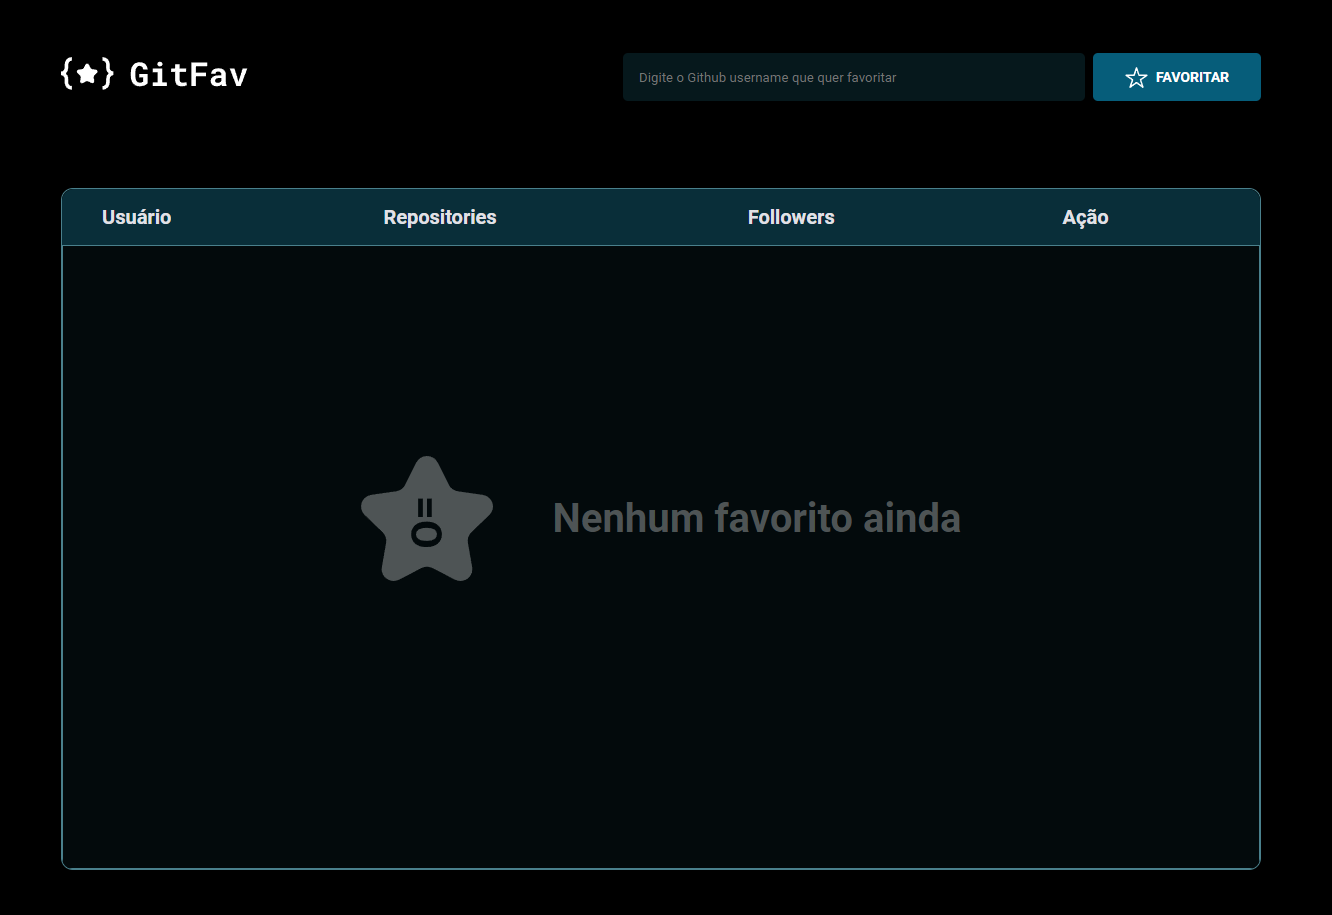 {★} GitFav
Digite o Github username que quer favoritar
FAVORITAR
Usuário Repositories Followers Ação
Nenhum favorito ainda